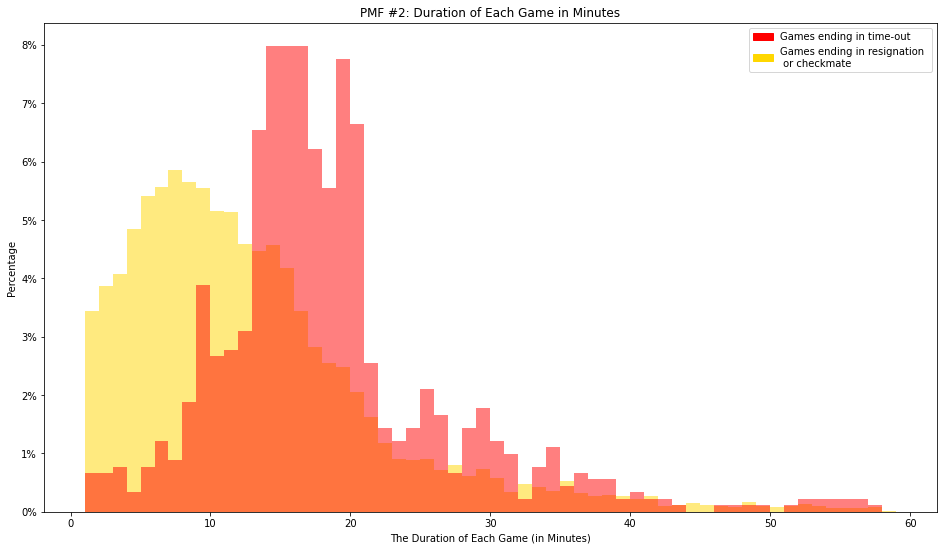 PMF #2: Duration of Each Game in Minutes
Games ending in time-out
Games ending in resignation
or checkmate
8%
7%
6%
5%
4%
3%
2%
1%
0%
Percentage
0 10 20 30 40 50 60
The Duration of Each Game (in Minutes)